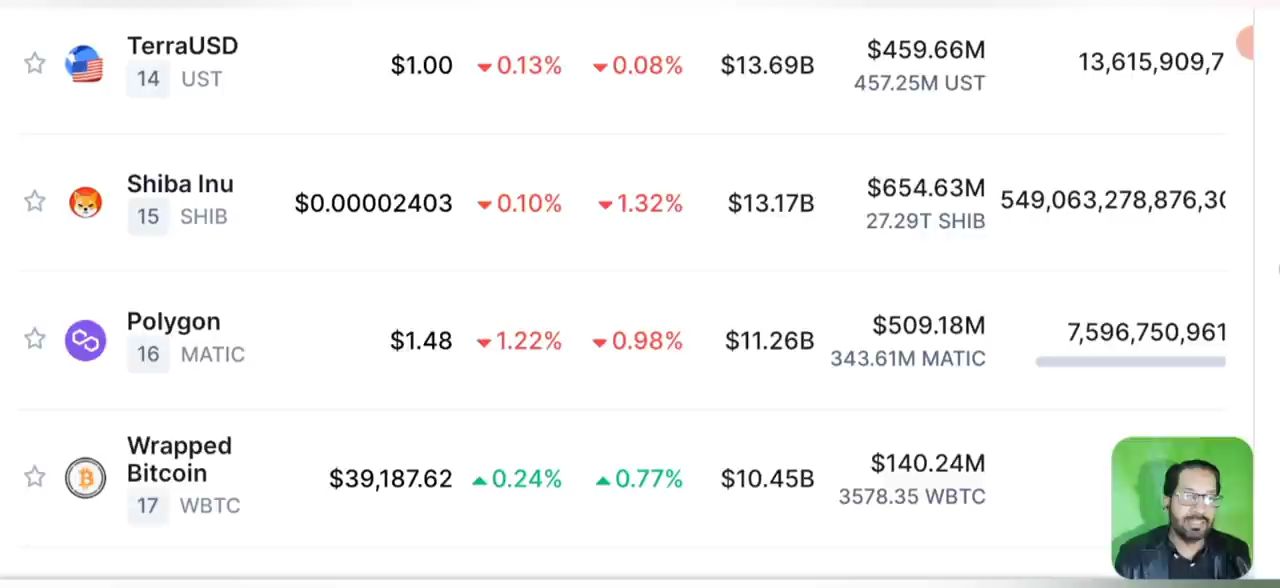 TerraUSD
14 UST
$1.00 0.13% 0.08% $13.69B
$459.66M
457.25M UST
13,615,909,7
Shiba Inu
15 SHIB
$0.00002403 0.10% 1.32% $13.17B
$654.63M
27.29T SHIB
549,063,278,876,30
Polygon
16 MATIC
$1.48 1.22% 0.98% $11.26B
$509.18M
343.61M MATIC
7,596,750,961
Wrapped
Bitcoin
17 WBTC
$39,187.62 0.24% 0.77% $10.45B
$140.24M
3578.35 WBTC